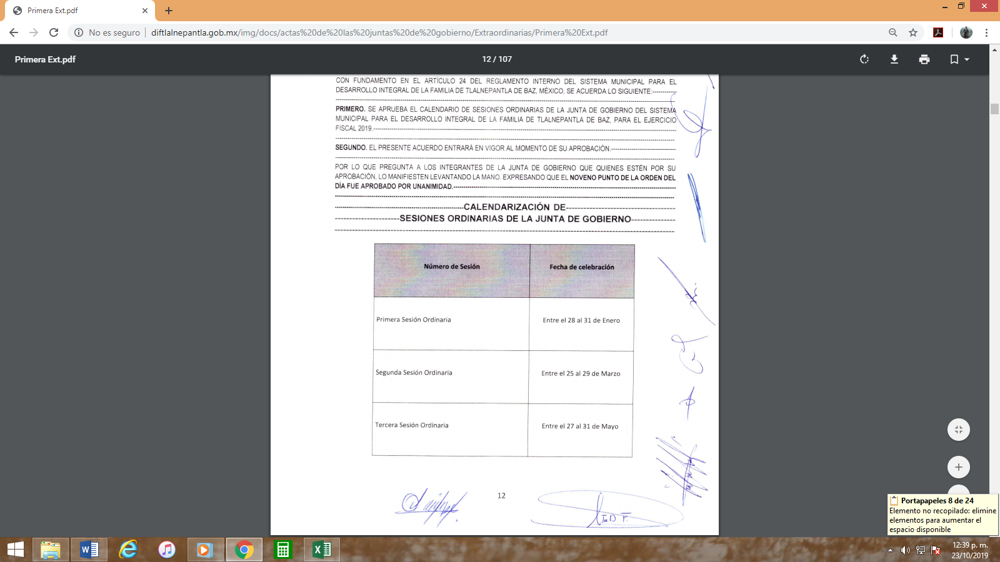 Primera Ext.pdf
No es seguro
diftlalnepantla.gob.mx/img/docs/actas%20de%20las%20juntas%20de%20gobierno/Extraordinarias/Primera%20Ext.pdf
Primera Ext.pdf
12 / 107
CON FUNDAMENTO EN EL ARTÍCULO 24 DEL REGLAMENTO INTERNO DEL SISTEMA MUNICIPAL PARA EL
DESARROLLO INTEGRAL DE LA FAMILIA DE TLALNEPANTLA DE BAZ, MÉXICO, SE ACUERDA LO SIGUIENTE:-----------
PRIMERO. SE APRUEBA EL CALENDARIO DE SESIONES ORDINARIAS DE LA JUNTA DE GOBIERNO DEL SISTEMA
MUNICIPAL PARA EL DESARROLLO INTEGRAL DE LA FAMILIA DE TLALNEPANTLA DE BAZ, PARA EL EJERCICIO
FISCAL 2019.-----------
SEGUNDO. EL PRESENTE ACUERDO ENTRARÁ EN VIGOR AL MOMENTO DE SU APROBACIÓN.-----------
POR LO QUE PREGUNTA A LOS INTEGRANTES DE LA JUNTA DE GOBIERNO QUE QUIENES ESTÉN POR SU
APROBACIÓN, LO MANIFIESTEN LEVANTANDO LA MANO. EXPRESANDO QUE EL NOVENO PUNTO DE LA ORDEN DEL
DÍA FUE APROBADO POR UNANIMIDAD.-----------
-----------CALENDARIZACIÓN DE-----------
-----------SESIONES ORDINARIAS DE LA JUNTA DE GOBIERNO-----------
Número de Sesión Fecha de celebración
Primera Sesión Ordinaria Entre el 28 al 31 de Enero
Segunda Sesión Ordinaria Entre el 25 al 29 de Marzo
Tercera Sesión Ordinaria Entre el 27 al 31 de Mayo
12
Portapapeles 8 de 24
Elemento no recopilado: elimine
elementos para aumentar el
espacio disponible
12:39 p. m.
23/10/2019